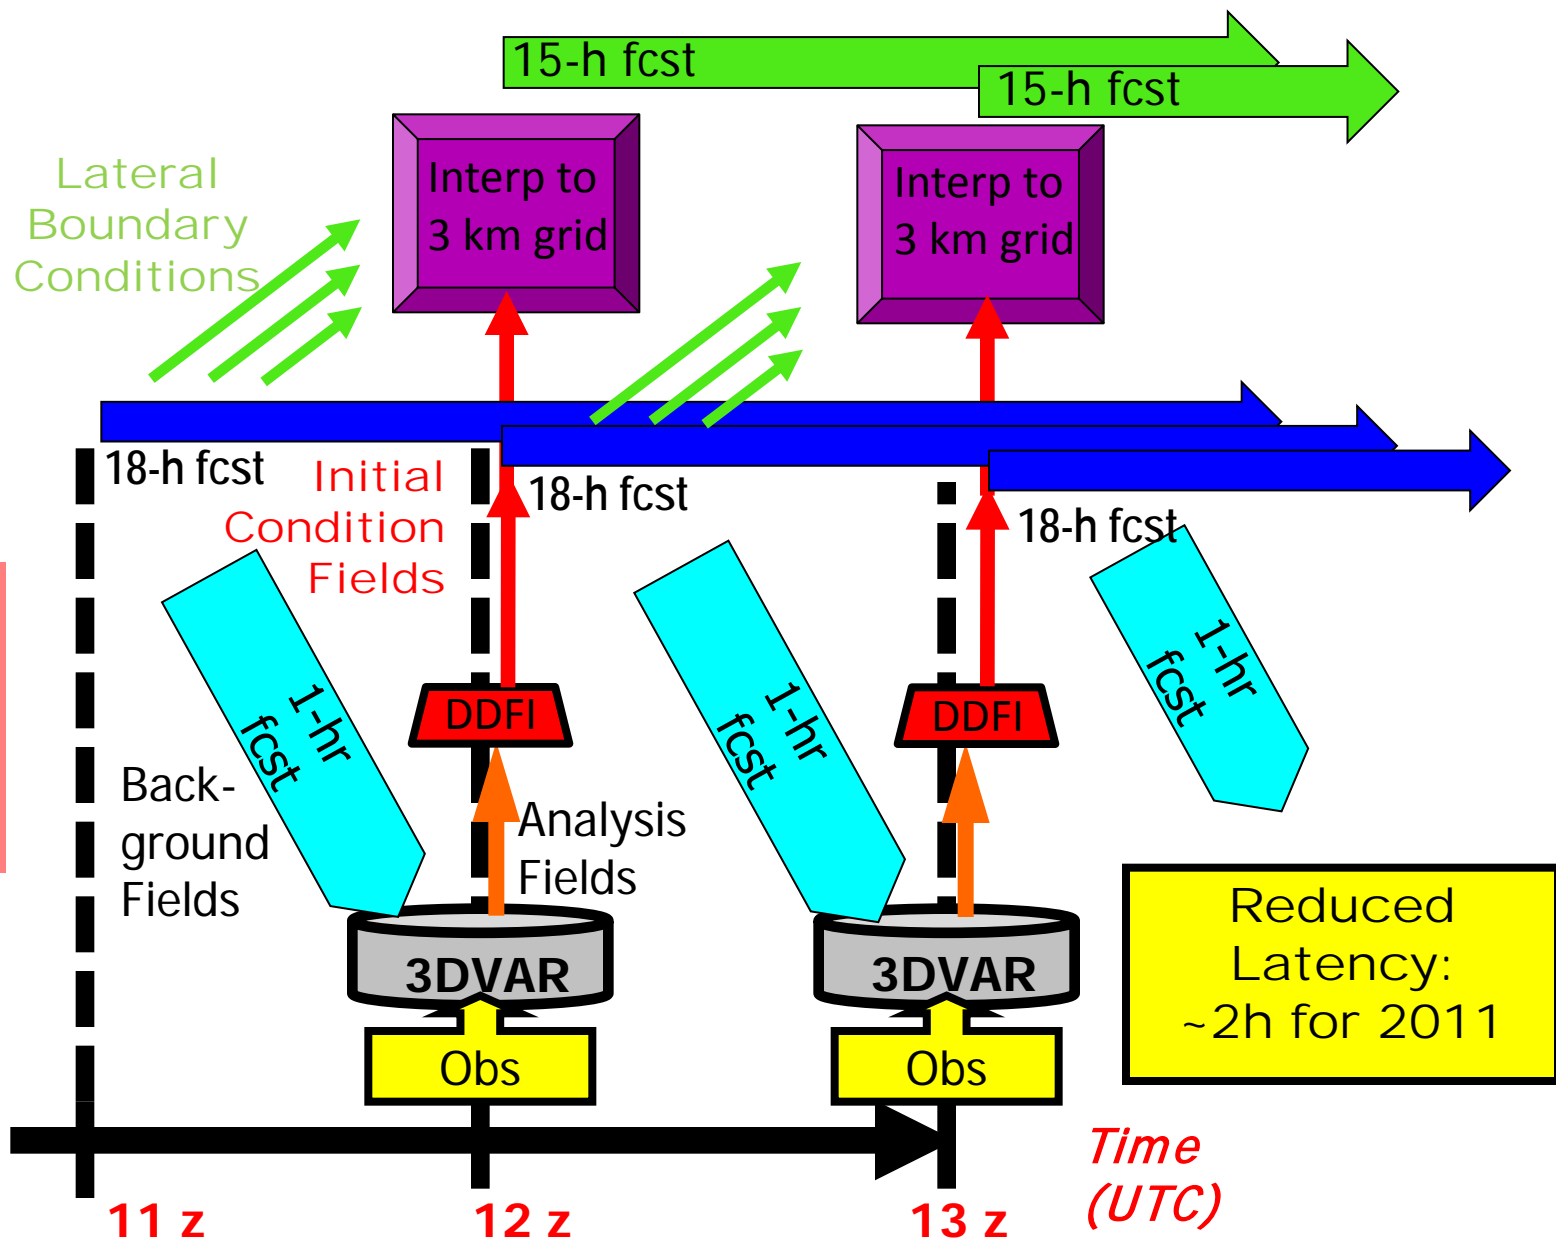 15-h fcst
15-h fcst
Lateral
Boundary
Conditions
Interp to
3 km grid
Interp to
3 km grid
18-h fcst
18-h fcst
18-h fcst
Initial
Condition
Fields
1-hr
fcst
1-hr
fcst
1-hr
fcst
DDFI
DDFI
Back-
ground
Fields
Analysis
Fields
3DVAR
3DVAR
Obs
Obs
Reduced
Latency:
~2h for 2011
Time
(UTC)
11 z
12 z
13 z